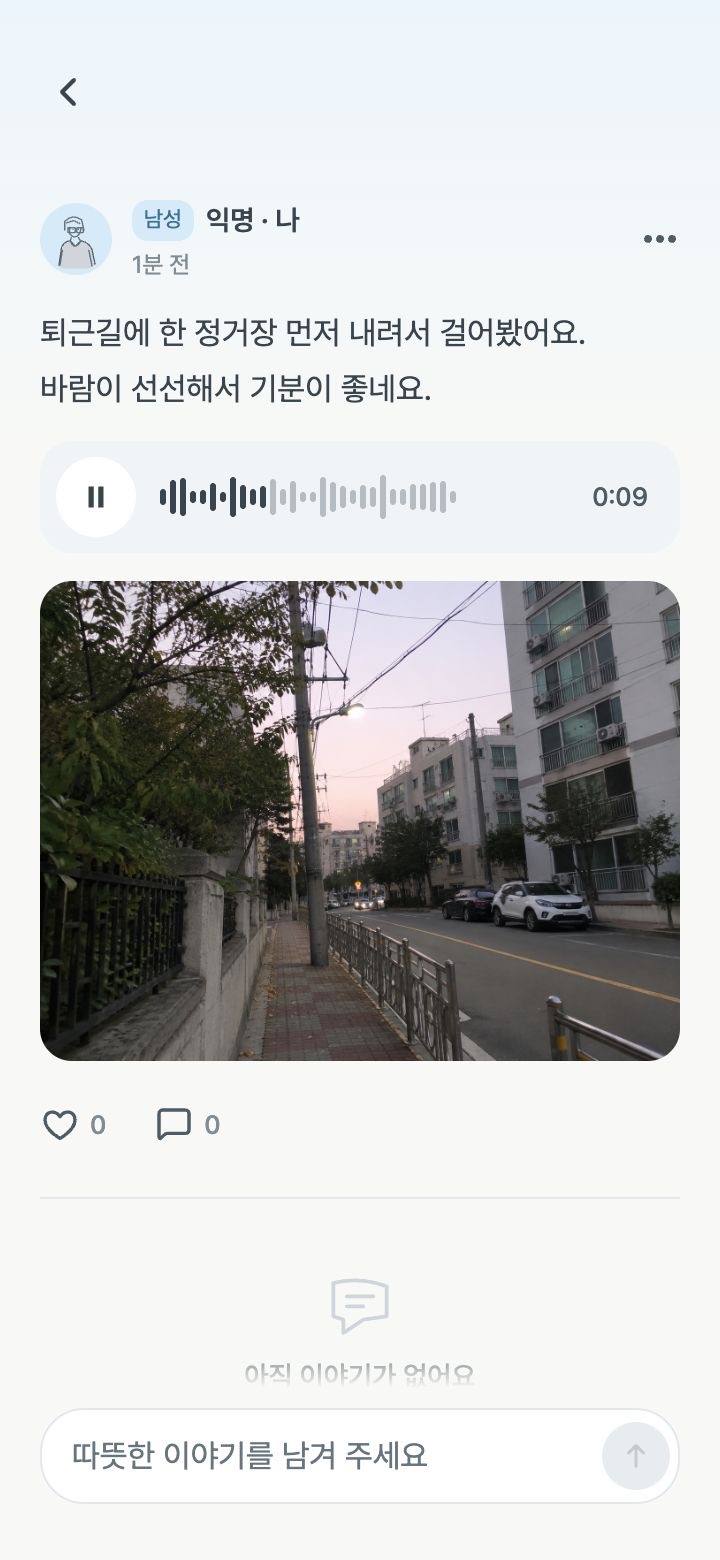 남성 익명 · 나
1분 전
퇴근길에 한 정거장 먼저 내려서 걸어봤어요.
바람이 선선해서 기분이 좋네요.
0:09
0 0
아직 이야기가 없어요
따뜻한 이야기를 남겨 주세요